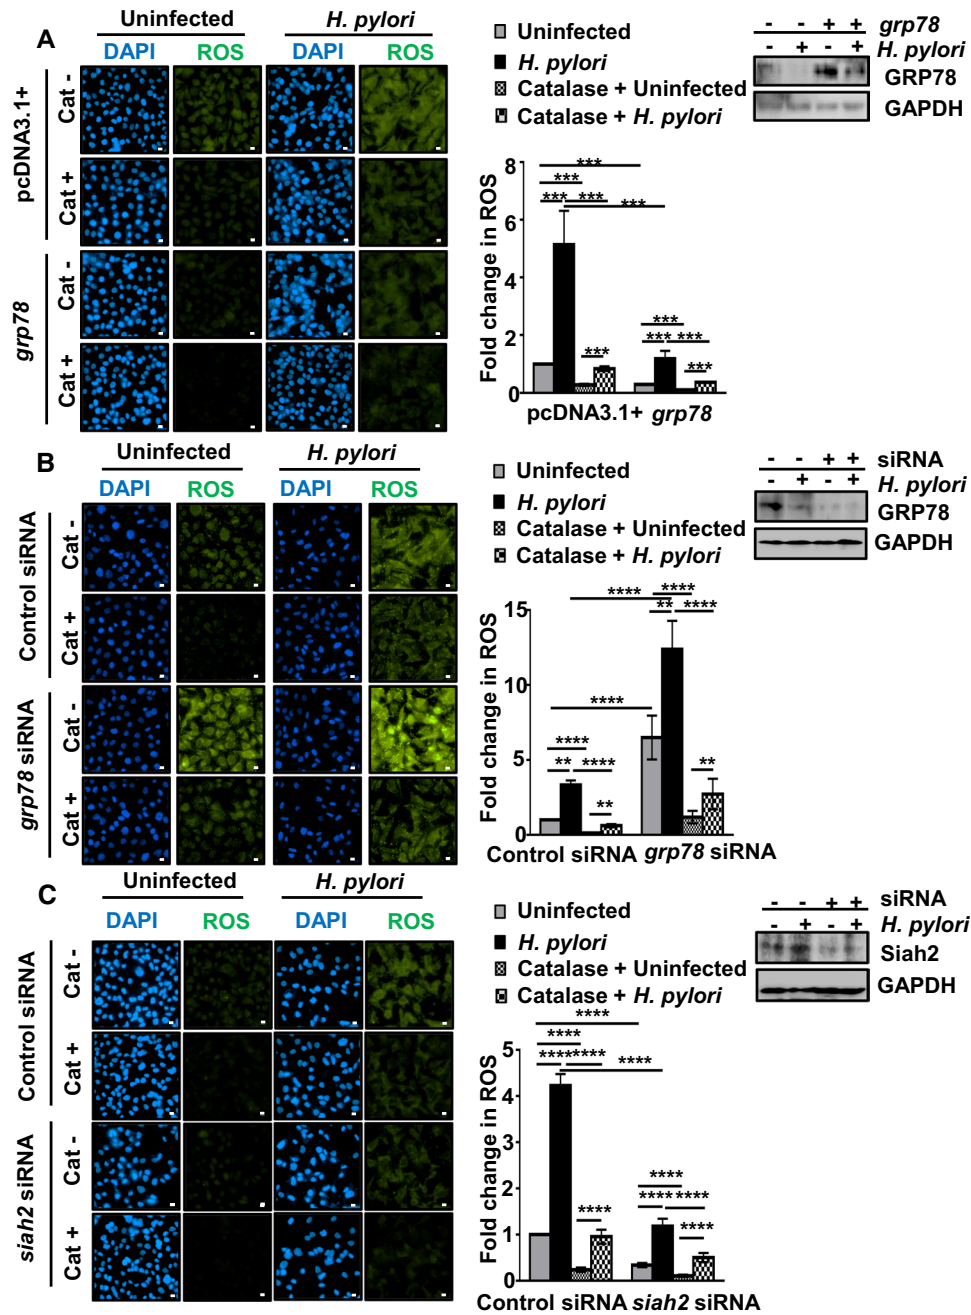 A
Uninfected
H. pylori
DAPI
ROS
DAPI
ROS
pcDNA3.1+
Cat -
Cat +
grp78
Cat -
Cat +
Uninfected
H. pylori
Catalase + Uninfected
Catalase + H. pylori
- - + + grp78
- + - + H. pylori
GRP78
GAPDH
Fold change in ROS
8
6
4
2
0
***
***
***
***
***
***
***
***
***
***
pcDNA3.1+
grp78
B
Uninfected
H. pylori
DAPI
ROS
DAPI
ROS
Control siRNA
Cat -
Cat +
grp78 siRNA
Cat -
Cat +
Uninfected
H. pylori
Catalase + Uninfected
Catalase + H. pylori
- - + + siRNA
- + - + H. pylori
GRP78
GAPDH
Fold change in ROS
15
10
5
0
****
****
**
****
****
****
**
****
**
**
Control siRNA
grp78 siRNA
C
Uninfected
H. pylori
DAPI
ROS
DAPI
ROS
Control siRNA
Cat -
Cat +
siah2 siRNA
Cat -
Cat +
Uninfected
H. pylori
Catalase + Uninfected
Catalase + H. pylori
- - + + siRNA
- + - + H. pylori
Siah2
GAPDH
Fold change in ROS
5
4
3
2
1
0
****
****
****
****
****
****
****
****
****
****
Control siRNA
siah2 siRNA